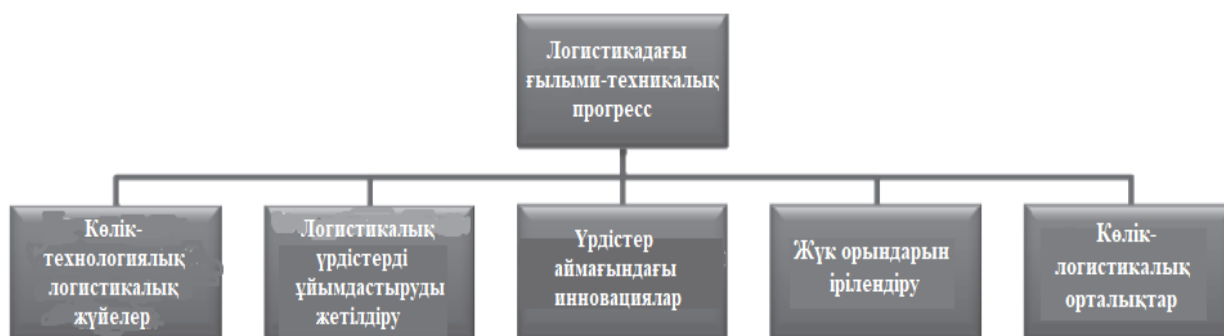 Логистикадағы
ғылыми-техникалық
прогресс
Көлік-
технологиялық
логистикалық
жүйелер
Логистикалық
үрдістерді
ұйымдастыруды
жетілдіру
Үрдістер
аймағындағы
инновациялар
Жүк орындарын
ірілендіру
Көлік-
логистикалық
орталықтар